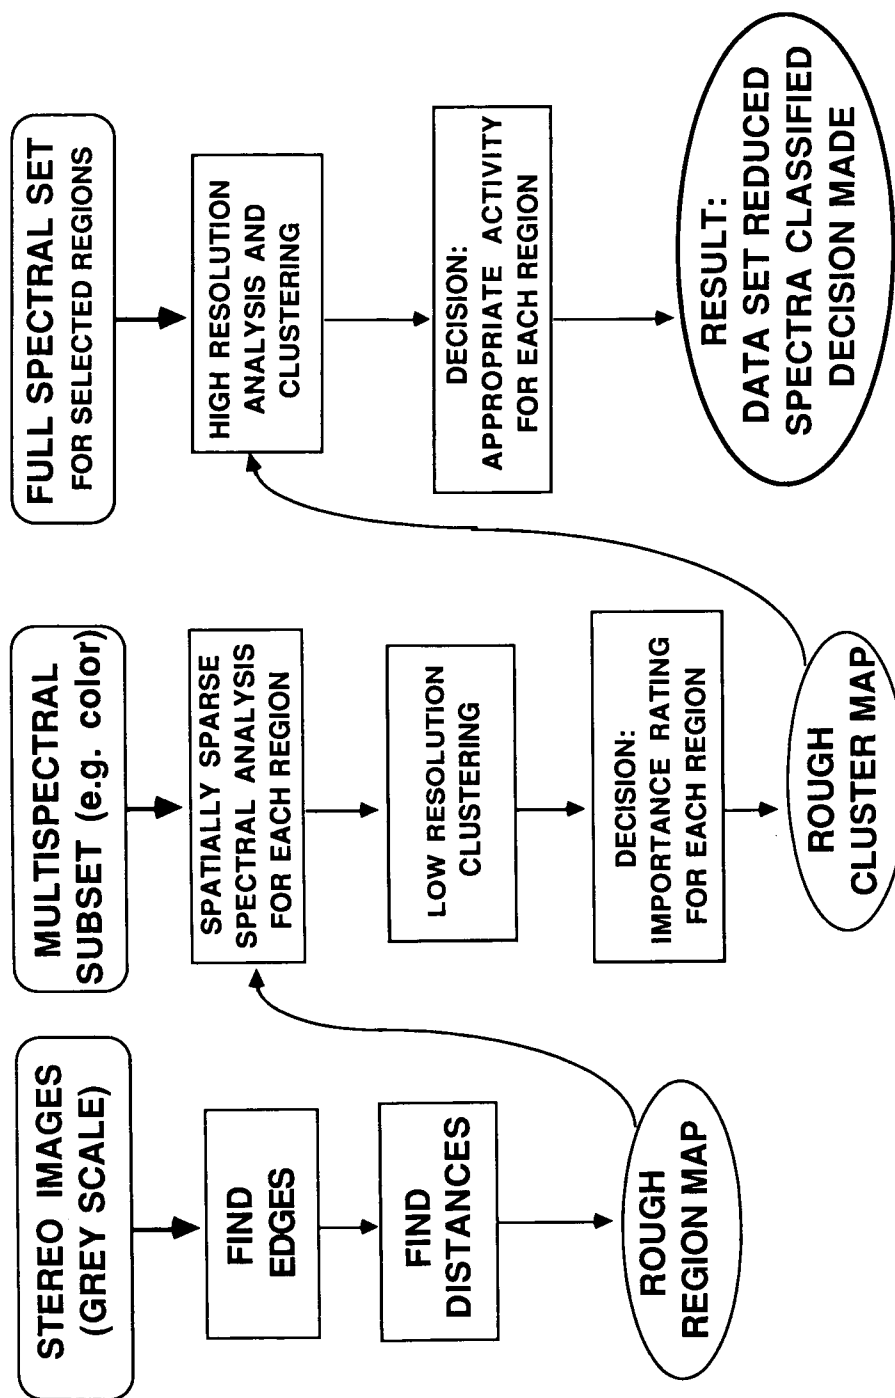 STEREO IMAGES
(GREY SCALE)
FIND
EDGES
FIND
DISTANCES
ROUGH
REGION MAP
MULTISPECTRAL
SUBSET (e.g. color)
SPATIALLY SPARSE
SPECTRAL ANALYSIS
FOR EACH REGION
LOW RESOLUTION
CLUSTERING
DECISION:
IMPORTANCE RATING
FOR EACH REGION
ROUGH
CLUSTER MAP
FULL SPECTRAL SET
FOR SELECTED REGIONS
HIGH RESOLUTION
ANALYSIS AND
CLUSTERING
DECISION:
APPROPRIATE ACTIVITY
FOR EACH REGION
RESULT:
DATA SET REDUCED
SPECTRA CLASSIFIED
DECISION MADE